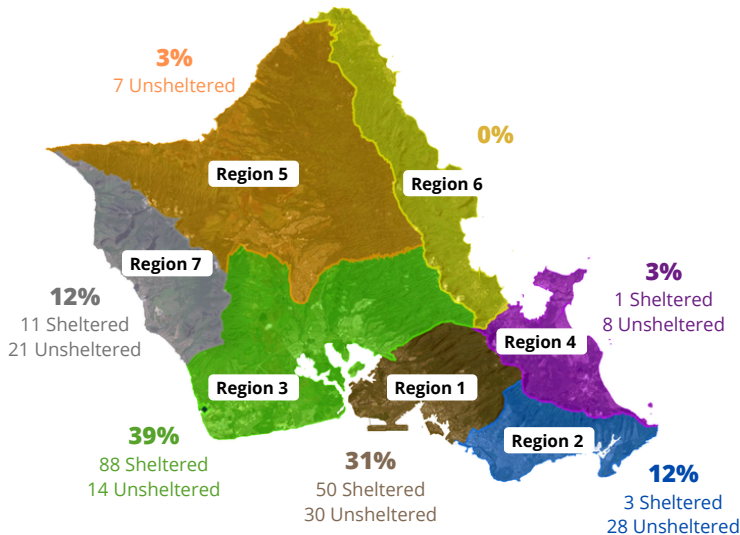 3%
7 Unsheltered
0%
Region 5
Region 6
Region 7
12%
11 Sheltered
21 Unsheltered
3%
1 Sheltered
8 Unsheltered
Region 4
Region 3
Region 1
Region 2
39%
88 Sheltered
14 Unsheltered
31%
50 Sheltered
30 Unsheltered
12%
3 Sheltered
28 Unsheltered